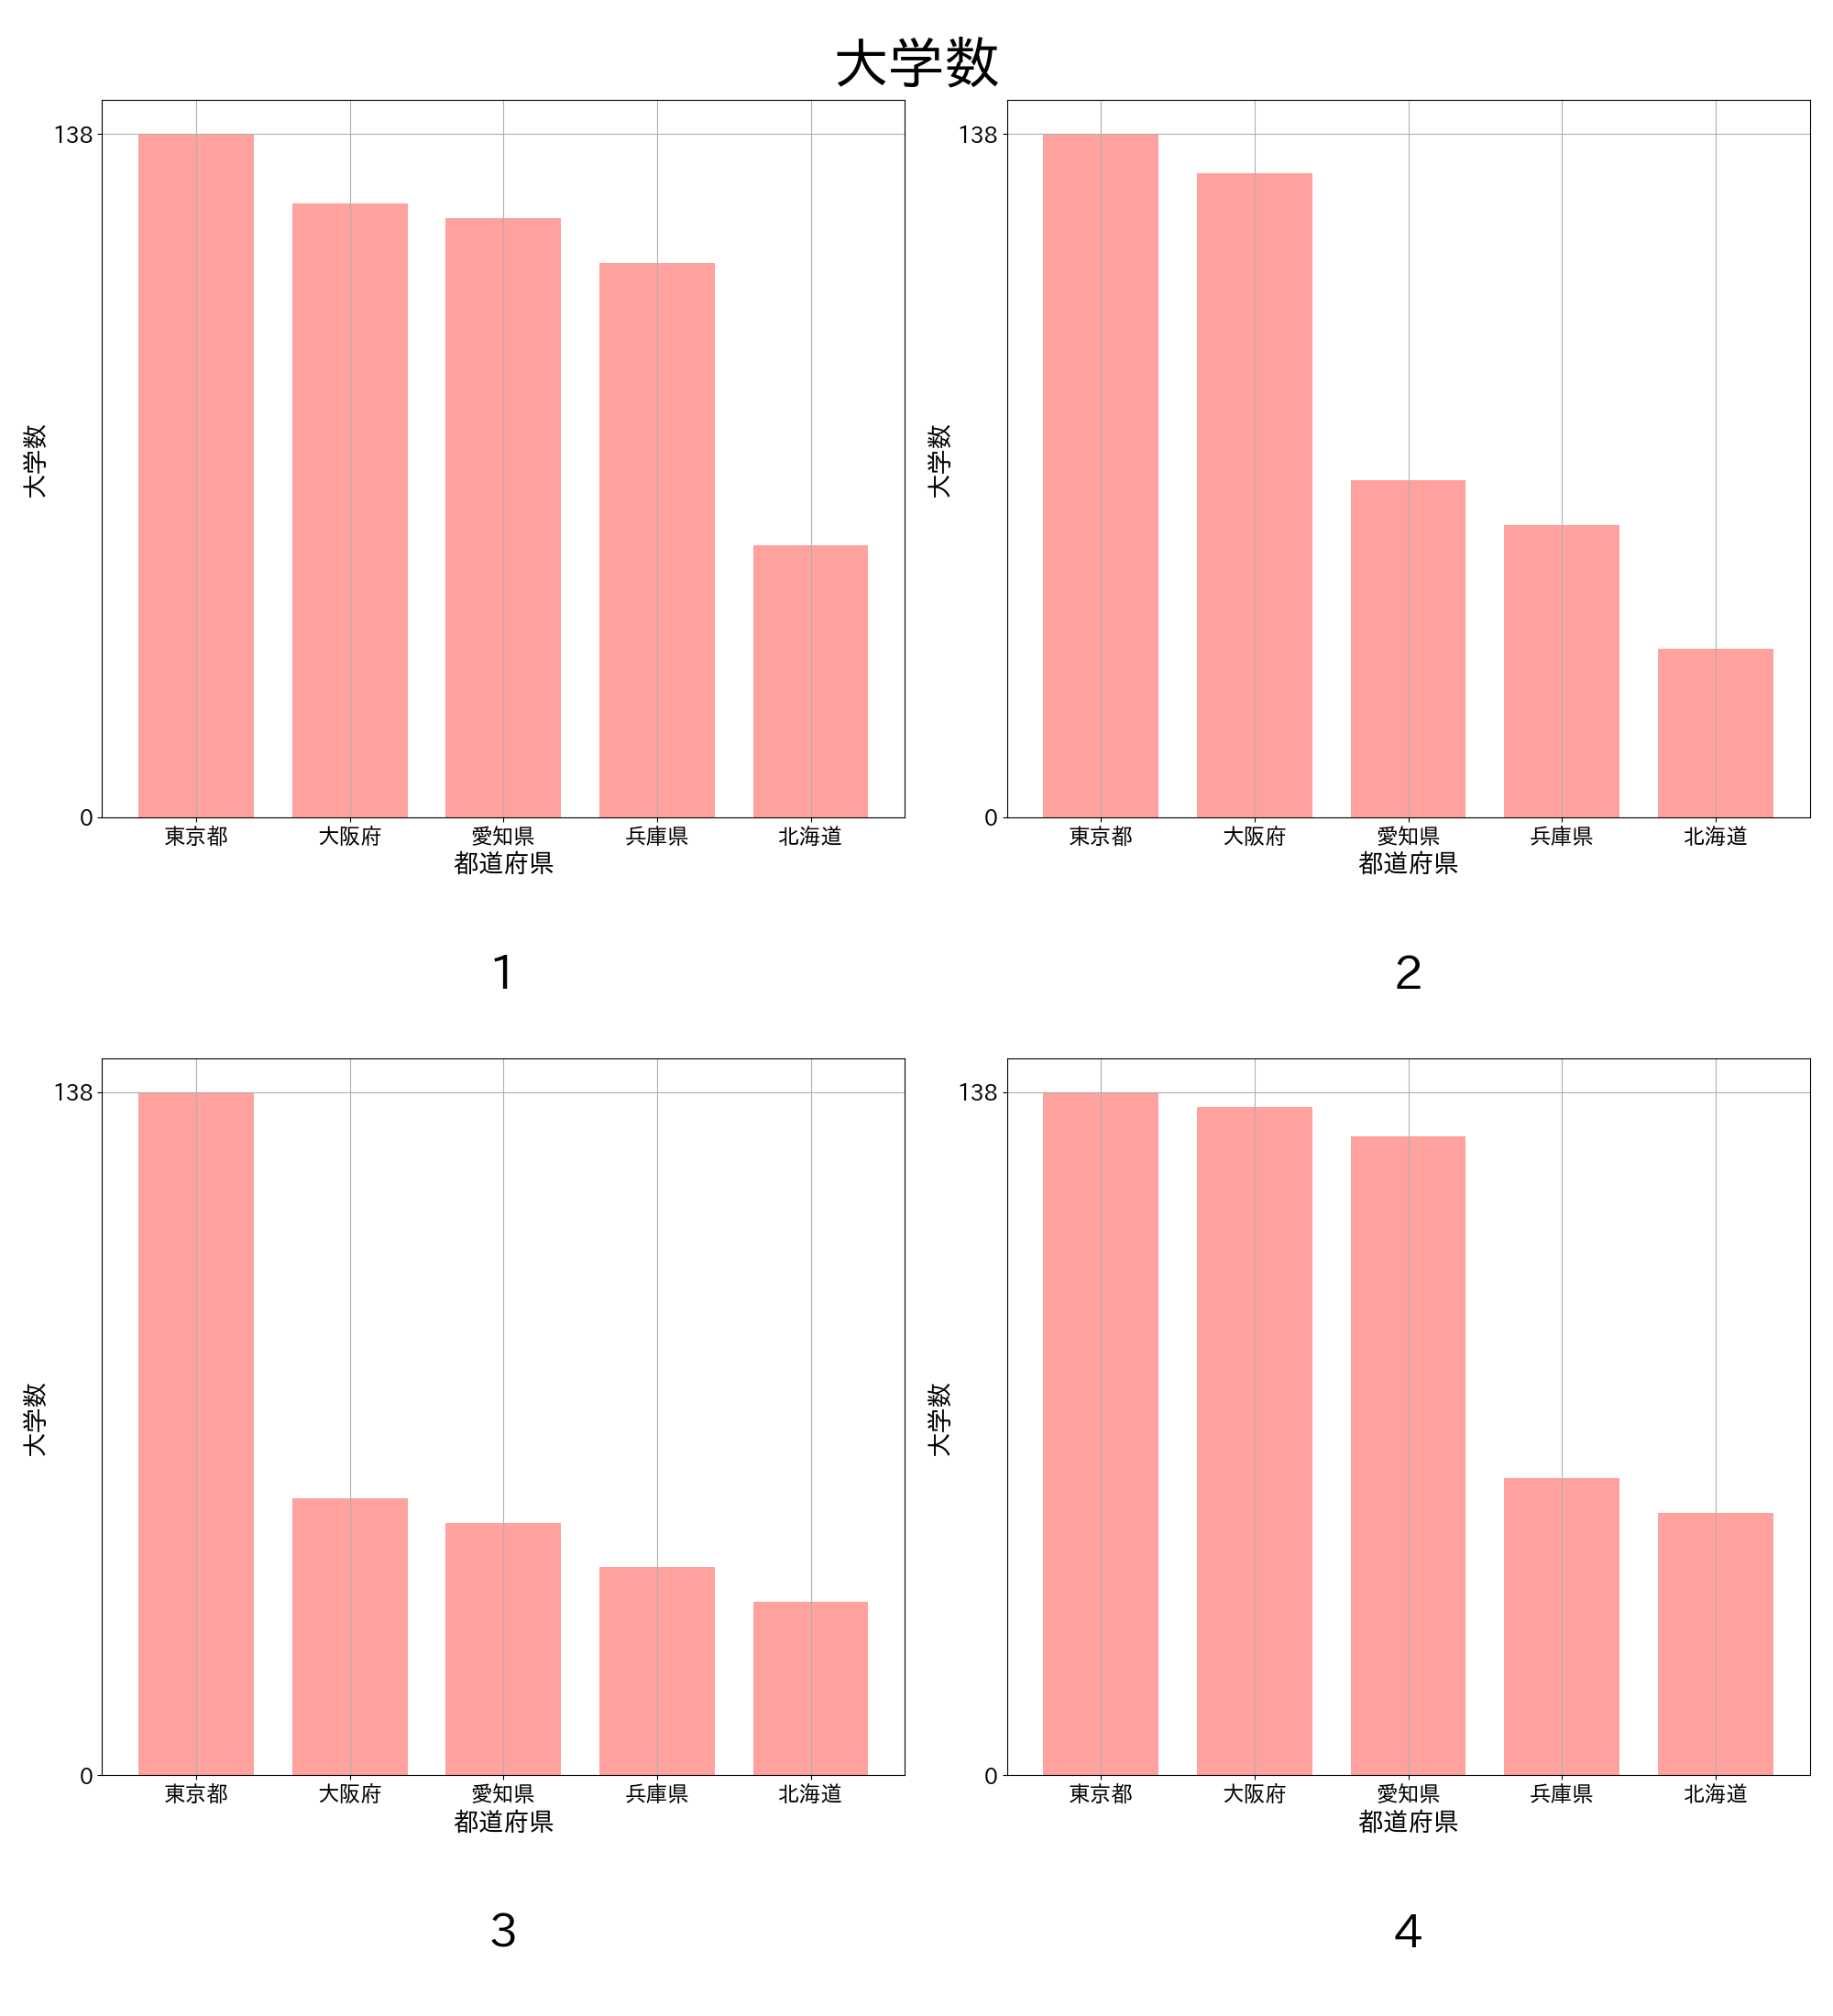 大学数
138
0
大学数
東京都 大阪府 愛知県 兵庫県 北海道
都道府県
1
138
0
大学数
東京都 大阪府 愛知県 兵庫県 北海道
都道府県
2
138
0
大学数
東京都 大阪府 愛知県 兵庫県 北海道
都道府県
3
138
0
大学数
東京都 大阪府 愛知県 兵庫県 北海道
都道府県
4